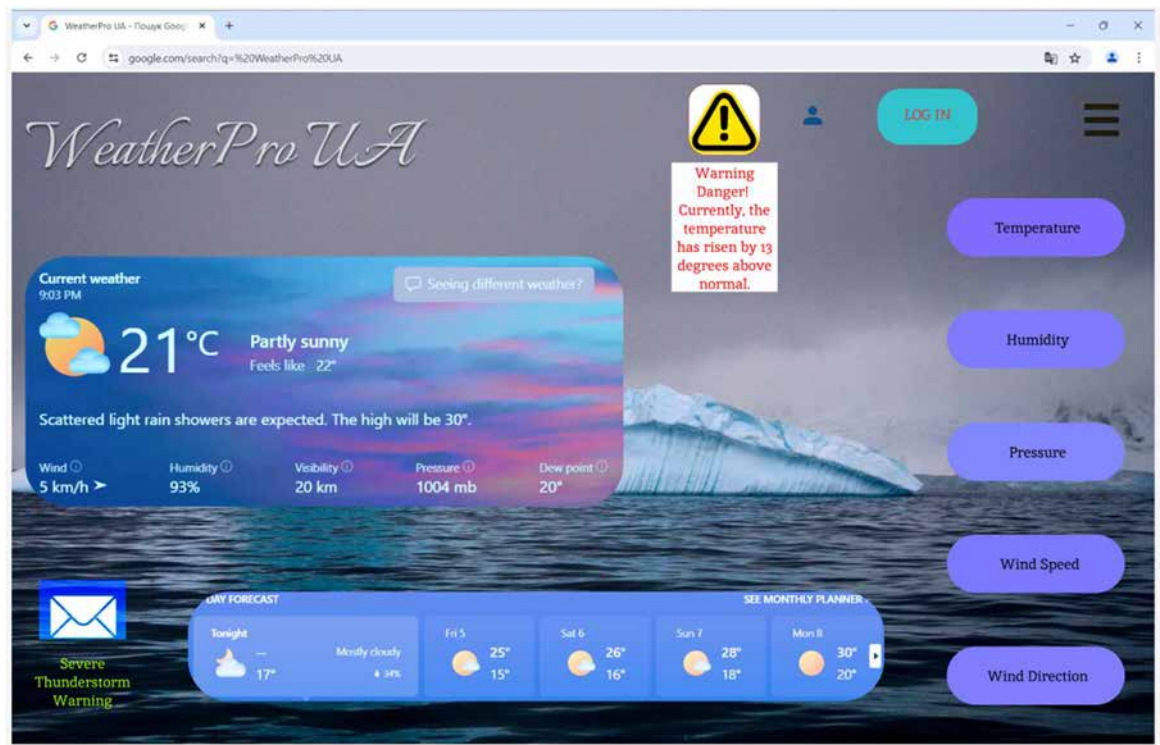 WeatherPro UA - Пошук Goog
google.com/search?q=%20WeatherPro%20UA
WeatherPro UA
LOG IN
Warning
Danger!
Currently, the
temperature
has risen by 13
degrees above
normal.
Temperature
Humidity
Pressure
Wind Speed
Wind Direction
Current weather
9:03 PM
Seeing different weather?
21°C
Partly sunny
Feels like 22°
Scattered light rain showers are expected. The high will be 30°.
Wind Humidity Visibility Pressure Dew point
5 km/h 93% 20 km 1004 mb 20°
DAY FORECAST SEE MONTHLY PLANNER
Tonight Fri 5 Sat 6 Sun 7 Mon 8
-- Mostly cloudy 25° 26° 28° 30°
17° 34% 15° 16° 18° 20°
Severe
Thunderstorm
Warning